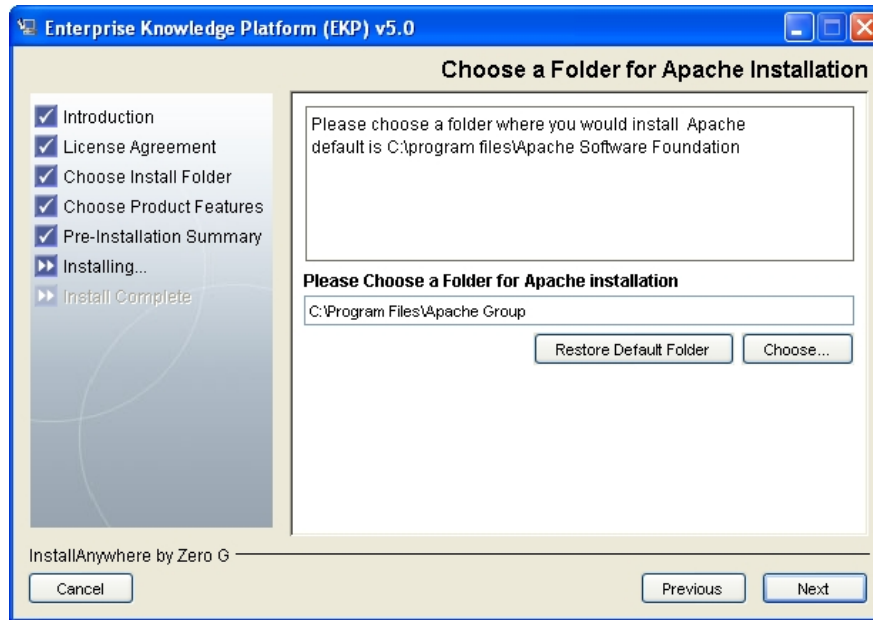 Enterprise Knowledge Platform (EKP) v5.0
Choose a Folder for Apache Installation
Introduction
License Agreement
Choose Install Folder
Choose Product Features
Pre-Installation Summary
Installing...
Install Complete
Please choose a folder where you would install  Apache
default is C:\program files\Apache Software Foundation
Please Choose a Folder for Apache installation
C:\Program Files\Apache Group
Restore Default Folder
Choose...
InstallAnywhere by Zero G
Cancel
Previous
Next